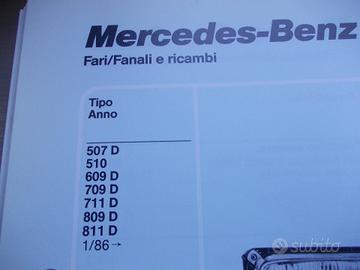 Mercedes-Benz
Fari/Fanali e ricambi
Tipo
Anno
507 D
510
609 D
709 D
711 D
809 D
811 D
1/86 →
subito